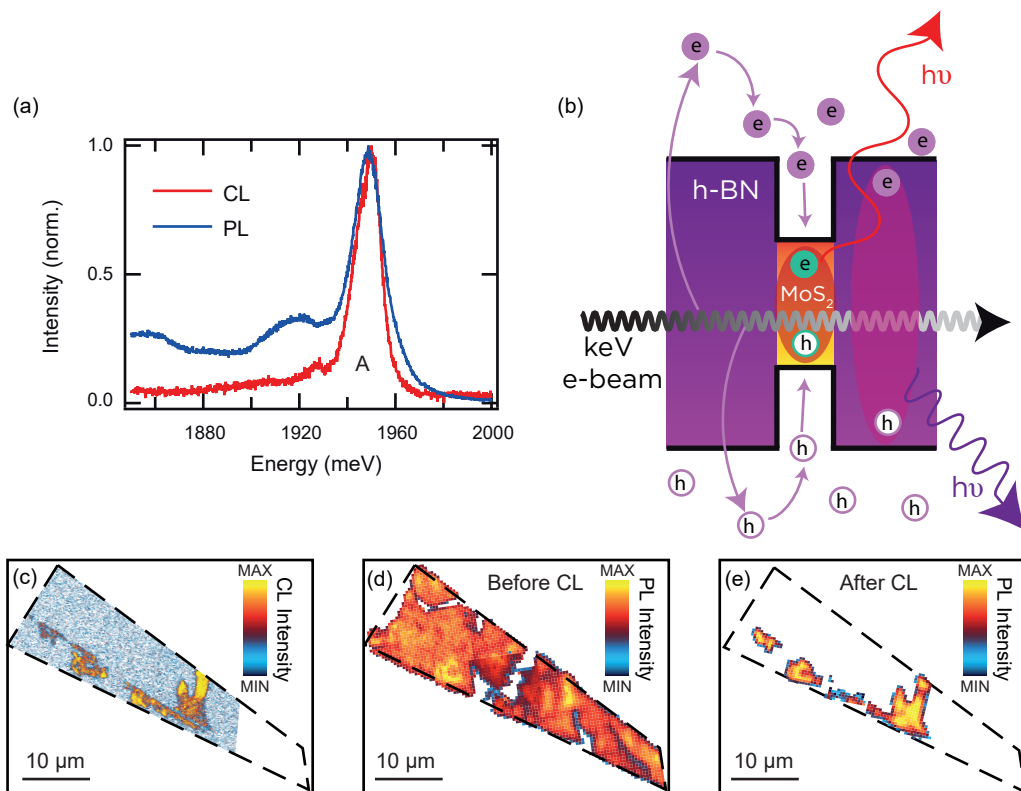 (a)
1.0
0.5
0.0
Intensity (norm.)
CL
PL
A
1880
1920
1960
2000
Energy (meV)
(b)
e
hυ
e
e
e
e
h-BN
e
e
MoS2
h
keV
e-beam
h
h
h
h
h
h
hυ
(c)
MAX
MIN
CL Intensity
10 μm
(d)
Before CL
MAX
MIN
PL Intensity
10 μm
(e)
After CL
MAX
MIN
PL Intensity
10 μm